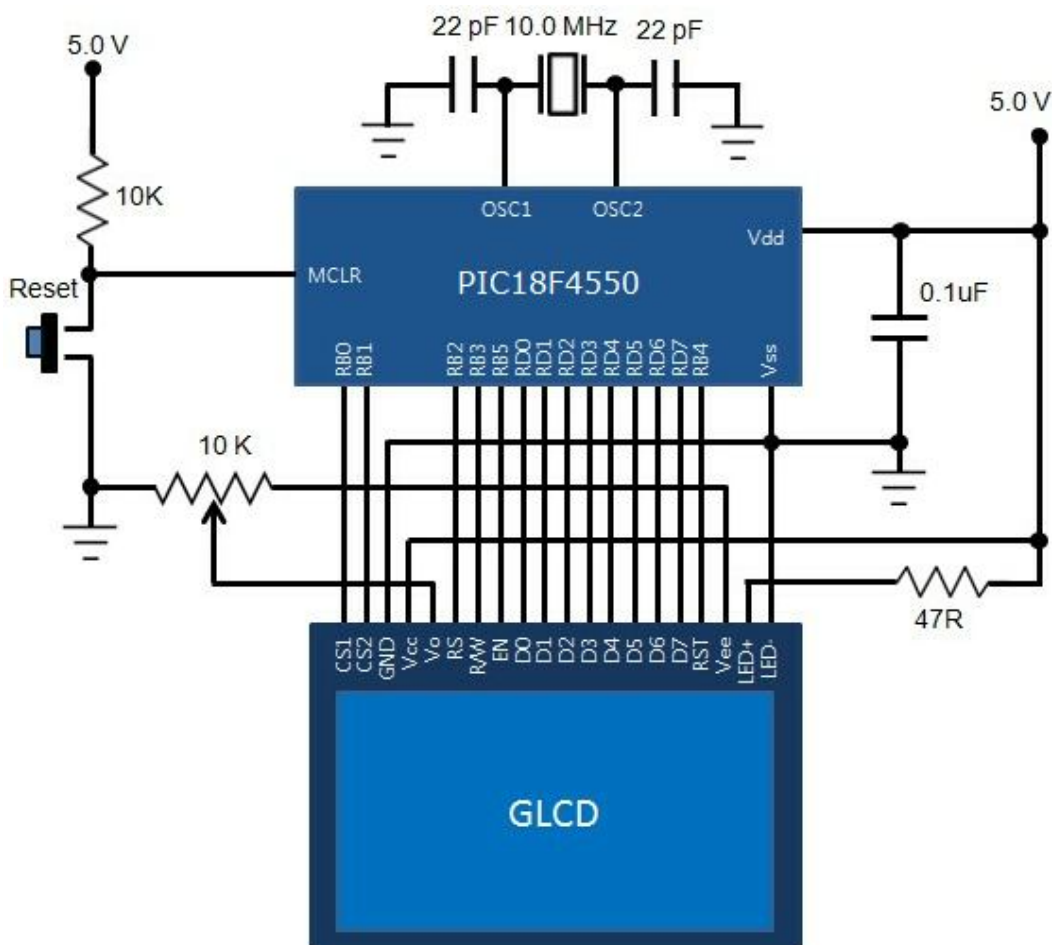 22 pF 10.0 MHz 22 pF
5.0 V
5.0 V
10K
OSC1 OSC2
Vdd
MCLR
PIC18F4550
Reset
0.1uF
RB0 RB1 RB2 RB3 RB5 RD0 RD1 RD2 RD3 RD4 RD5 RD6 RD7 RB4 Vss
10 K
47R
CS1 CS2 GND Vcc Vo RS R/W EN D0 D1 D2 D3 D4 D5 D6 D7 RST Vee LED+ LED-
GLCD